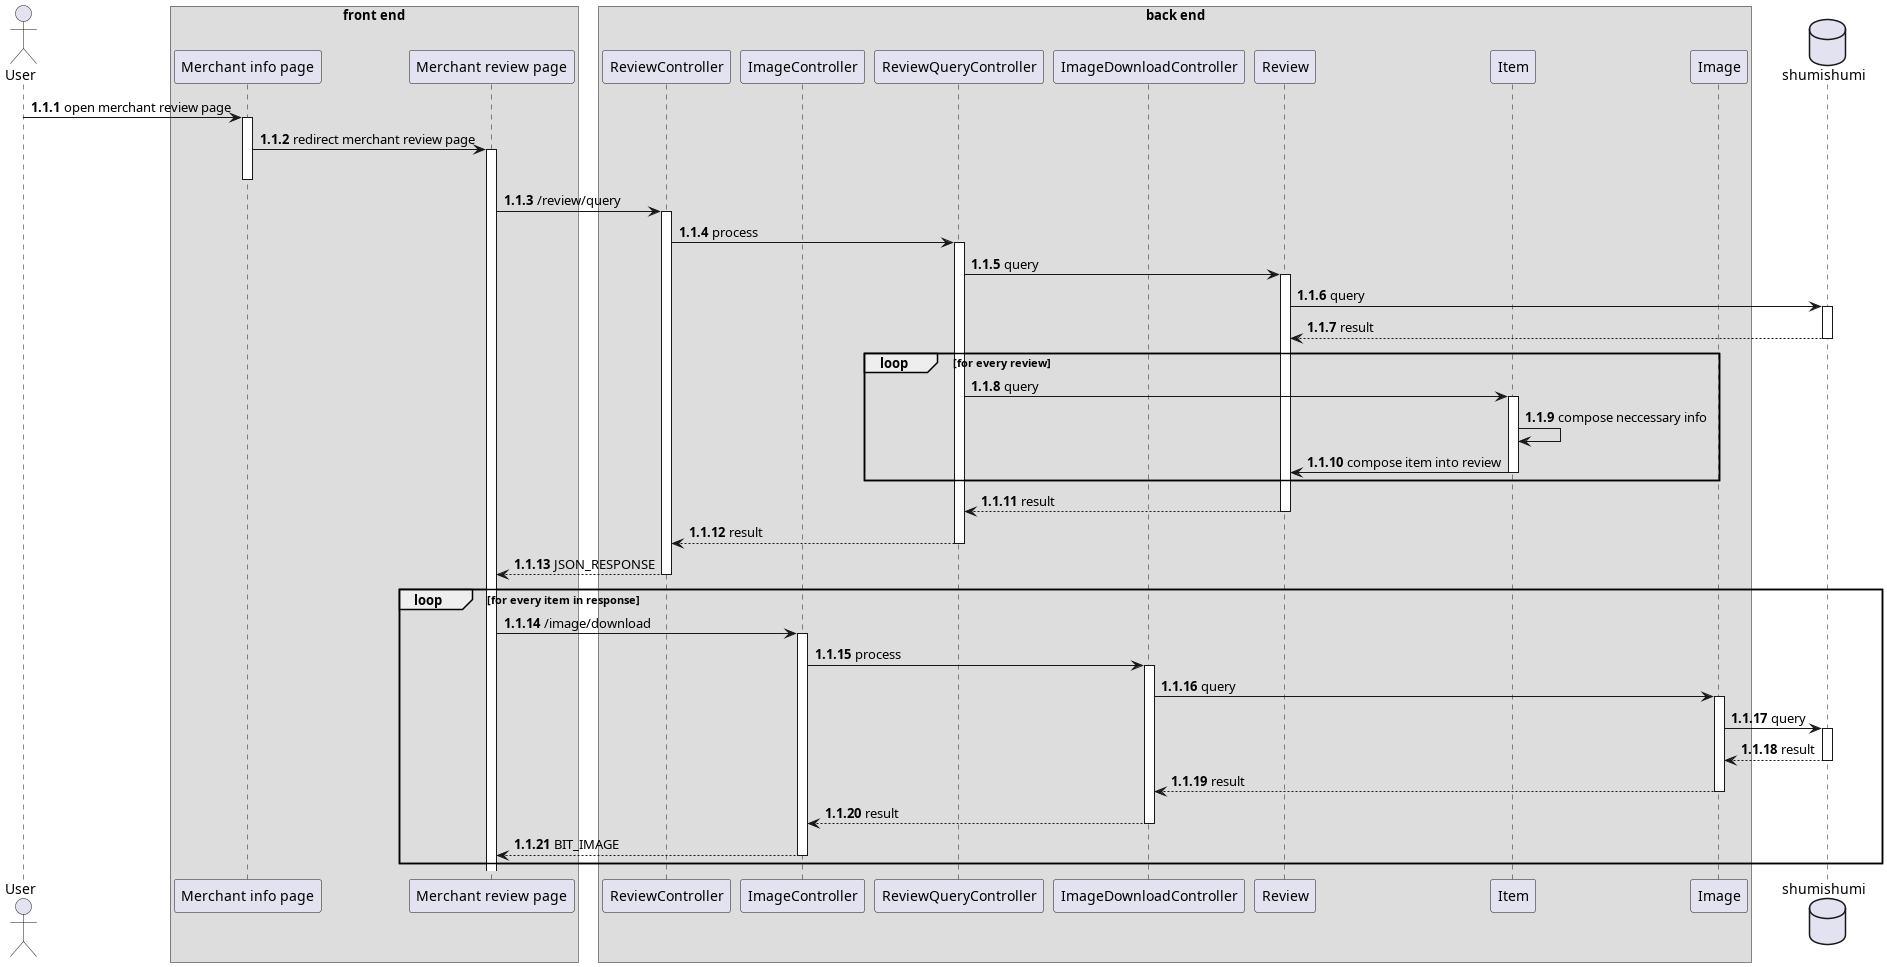 front end
back end
User
Merchant info page
Merchant review page
ReviewController
ImageController
ReviewQueryController
ImageDownloadController
Review
Item
Image
shumishumi
1.1.1 open merchant review page
1.1.2 redirect merchant review page
1.1.3 /review/query
1.1.4 process
1.1.5 query
1.1.6 query
1.1.7 result
loop [for every review]
1.1.8 query
1.1.9 compose neccessary info
1.1.10 compose item into review
1.1.11 result
1.1.12 result
1.1.13 JSON_RESPONSE
loop [for every item in response]
1.1.14 /image/download
1.1.15 process
1.1.16 query
1.1.17 query
1.1.18 result
1.1.19 result
1.1.20 result
1.1.21 BIT_IMAGE
User
Merchant info page
Merchant review page
ReviewController
ImageController
ReviewQueryController
ImageDownloadController
Review
Item
Image
shumishumi